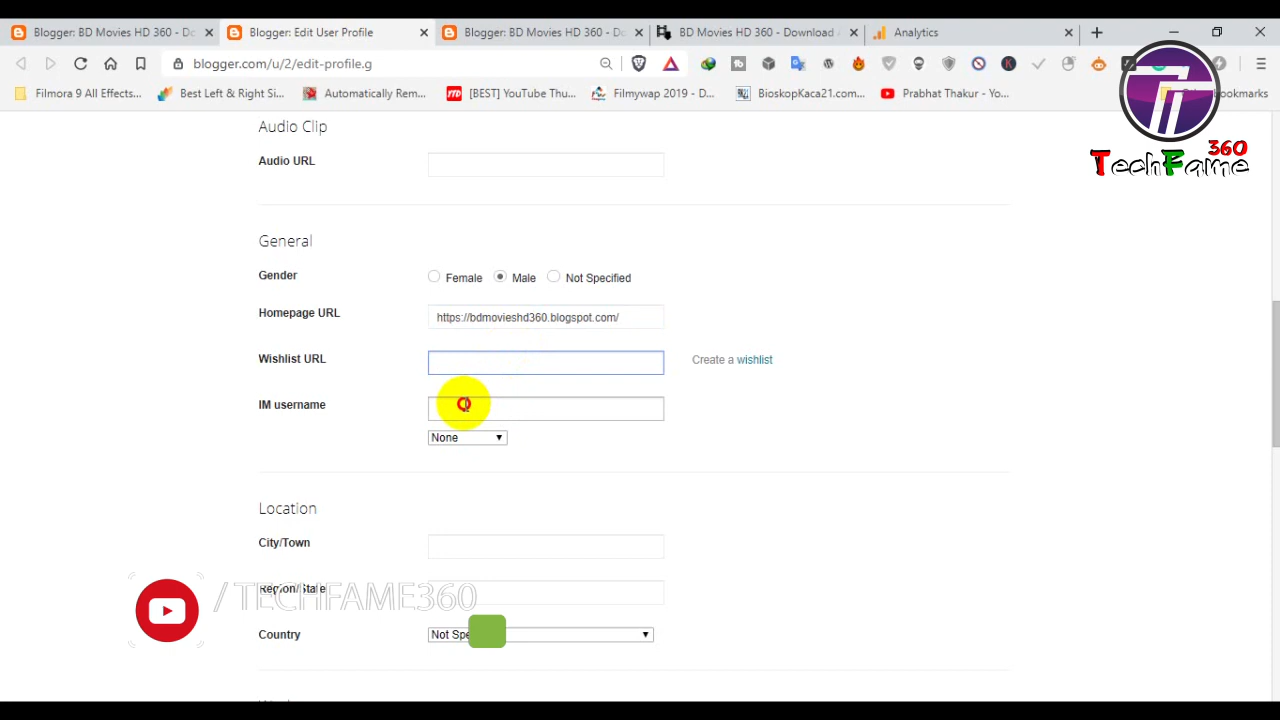 Blogger: BD Movies HD 360 - Do
Blogger: Edit User Profile
Blogger: BD Movies HD 360 - Do
BD Movies HD 360 - Download
Analytics
blogger.com/u/2/edit-profile.g
Filmora 9 All Effects...
Best Left & Right Si...
Automatically Rem...
[BEST] YouTube Thu...
Filmywap 2019 - D...
BioskopKaca21.com...
Prabhat Thakur - Yo...
bookmarks
360
TechFame
Audio Clip
Audio URL
General
Gender
Female
Male
Not Specified
Homepage URL
https://bdmovieshd360.blogspot.com/
Wishlist URL
Create a wishlist
IM username
None
Location
City/Town
Region/State
/TECHFAME360
Country
Not Spe